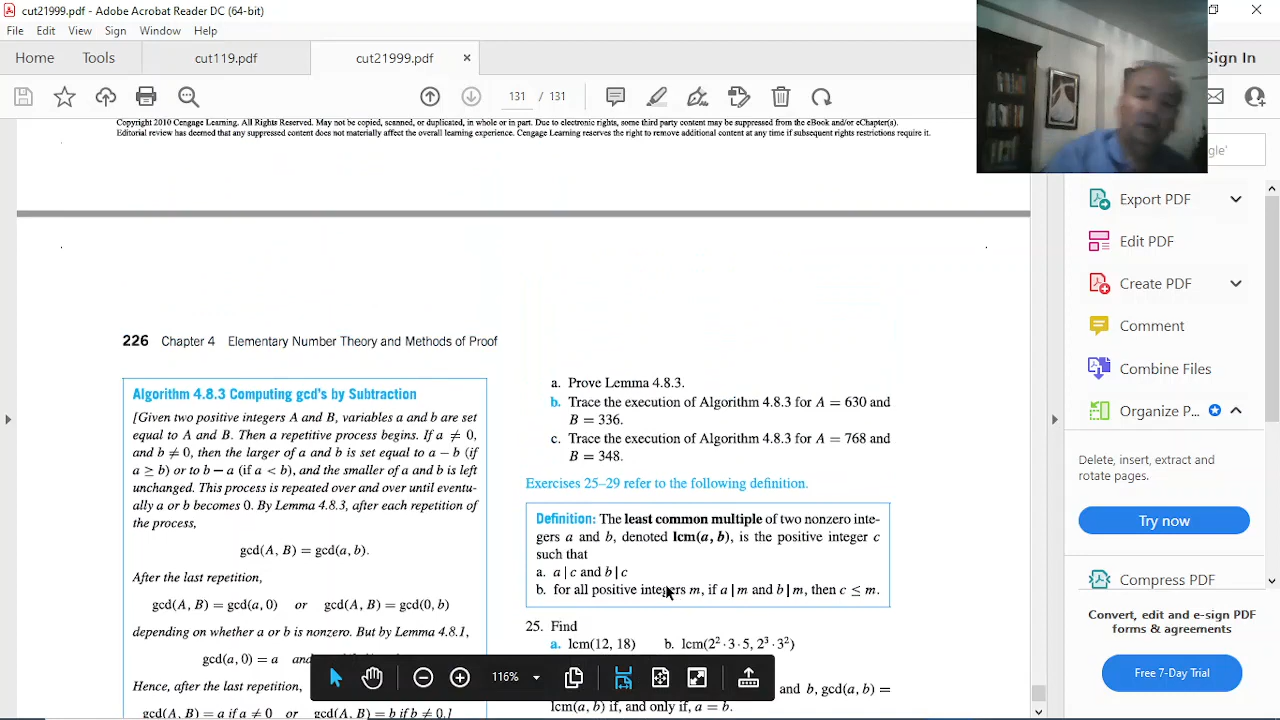 cut21999.pdf - Adobe Acrobat Reader DC (64-bit)
File Edit View Sign Window Help
Home Tools cut119.pdf cut21999.pdf × Sign In
131 / 131
Copyright 2010 Cengage Learning. All Rights Reserved. May not be copied, scanned, or duplicated, in whole or in part. Due to electronic rights, some third party content may be suppressed from the eBook and/or eChapter(s).
Editorial review has deemed that any suppressed content does not materially affect the overall learning experience. Cengage Learning reserves the right to remove additional content at any time if subsequent rights restrictions require it.
226 Chapter 4 Elementary Number Theory and Methods of Proof
Algorithm 4.8.3 Computing gcd's by Subtraction
[Given two positive integers A and B, variables a and b are set
equal to A and B. Then a repetitive process begins. If a ≠ 0,
and b ≠ 0, then the larger of a and b is set equal to a − b (if
a ≥ b) or to b − a (if a < b), and the smaller of a and b is left
unchanged. This process is repeated over and over until eventu-
ally a or b becomes 0. By Lemma 4.8.3, after each repetition of
the process,
gcd(A, B) = gcd(a, b).
After the last repetition,
gcd(A, B) = gcd(a, 0) or gcd(A, B) = gcd(0, b)
depending on whether a or b is nonzero. But by Lemma 4.8.1,
gcd(a, 0) = a
Hence, after the last repetition,
gcd(A, B) = a if a ≠ 0 or gcd(A, B) = b if b ≠ 0.]
a. Prove Lemma 4.8.3.
b. Trace the execution of Algorithm 4.8.3 for A = 630 and
B = 336.
c. Trace the execution of Algorithm 4.8.3 for A = 768 and
B = 348.
Exercises 25–29 refer to the following definition.
Definition: The least common multiple of two nonzero inte-
gers a and b, denoted lcm(a, b), is the positive integer c
such that
a. a | c and b | c
b. for all positive integers m, if a | m and b | m, then c ≤ m.
25. Find
a. lcm(12, 18) b. lcm(2² · 3 · 5, 2³ · 3²)
and b, gcd(a, b) =
lcm(a, b) if, and only if, a = b.
116%
Export PDF
Edit PDF
Create PDF
Comment
Combine Files
Organize P...
Delete, insert, extract and
rotate pages.
Try now
Compress PDF
Convert, edit and e-sign PDF
forms & agreements
Free 7-Day Trial